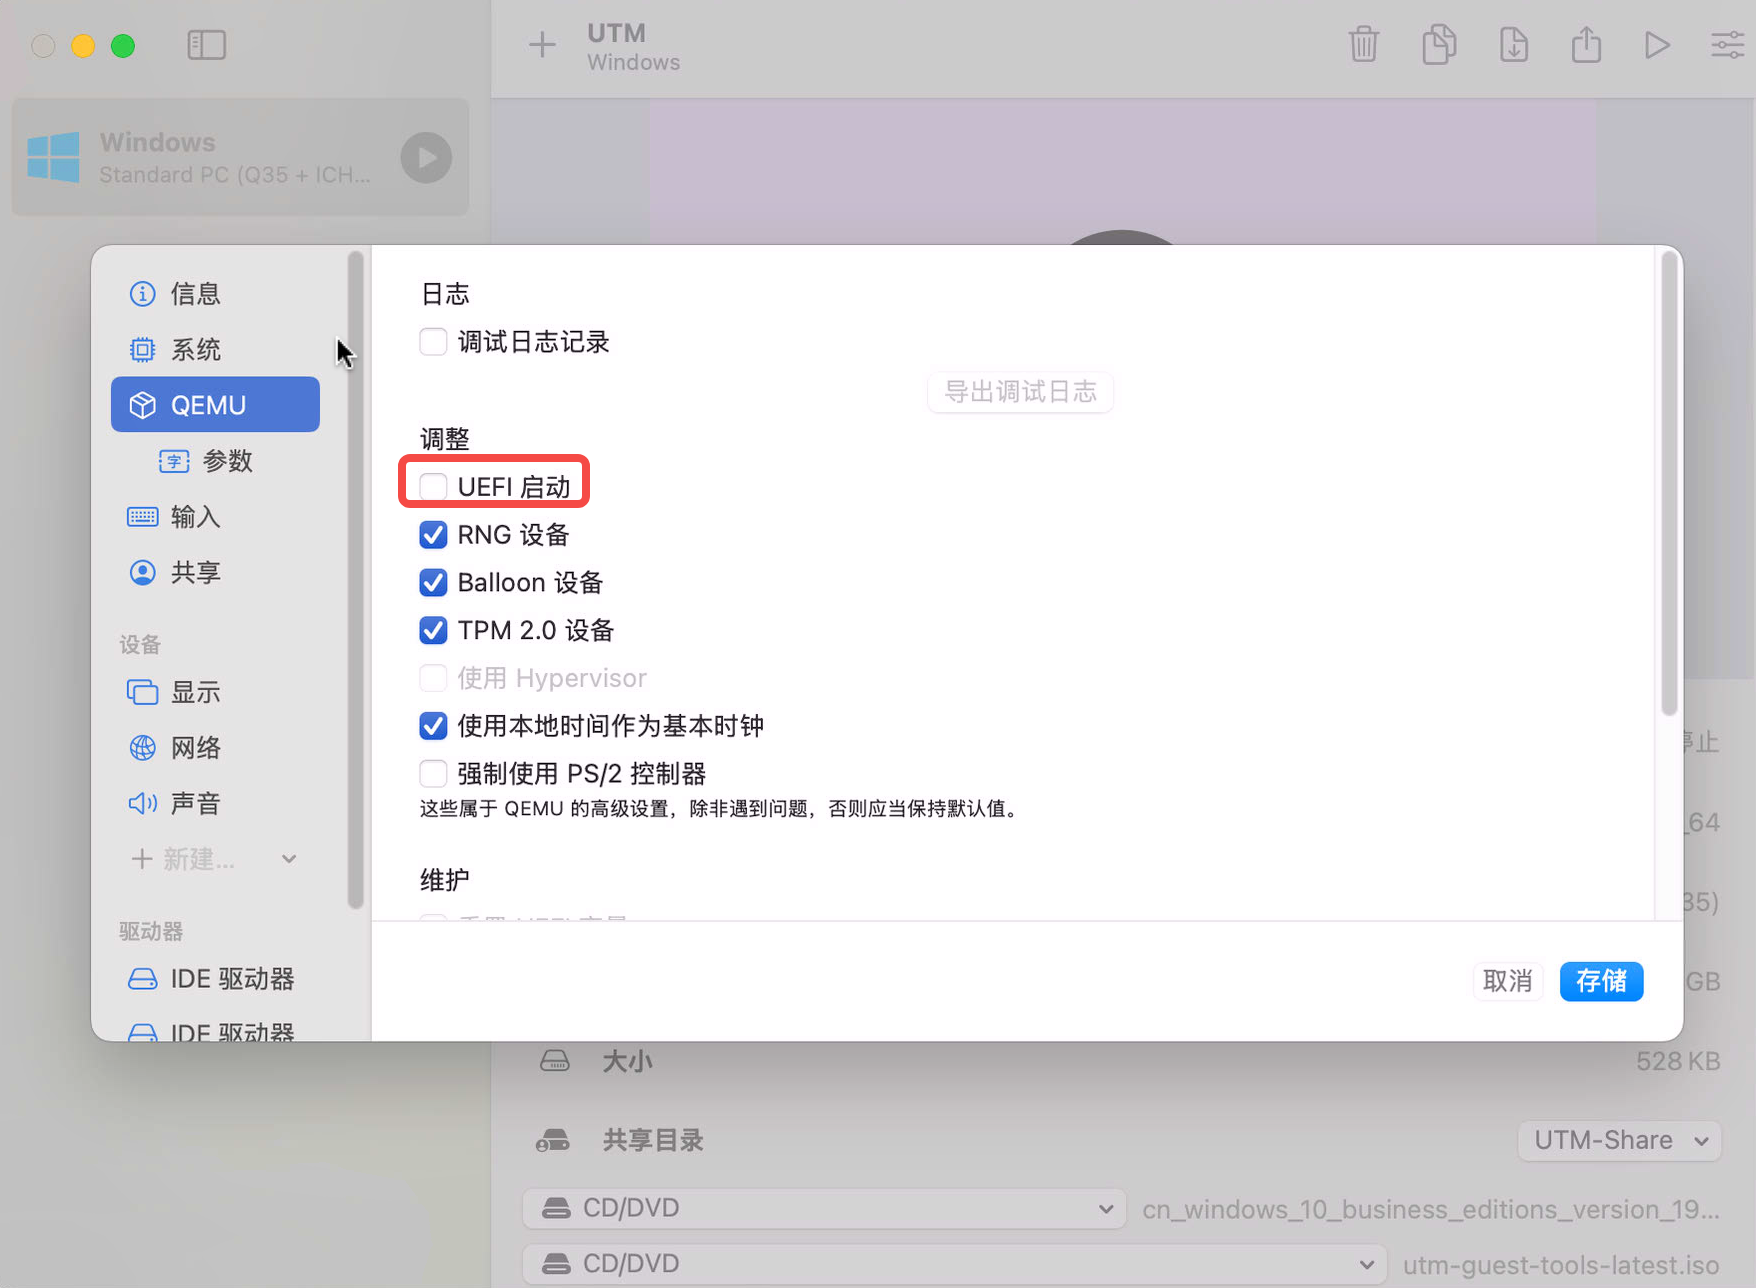 UTM
Windows
Windows
Standard PC (Q35 + ICH...
信息
系统
QEMU
参数
输入
共享
设备
显示
网络
声音
新建...
驱动器
IDE 驱动器
IDE 驱动器
日志
调试日志记录
导出调试日志
调整
UEFI 启动
RNG 设备
Balloon 设备
TPM 2.0 设备
使用 Hypervisor
使用本地时间作为基本时钟
强制使用 PS/2 控制器
这些属于 QEMU 的高级设置，除非遇到问题，否则应当保持默认值。
维护
取消
存储
停止
_64
35)
GB
大小
528 KB
共享目录
UTM-Share
CD/DVD
cn_windows_10_business_editions_version_19...
CD/DVD
utm-guest-tools-latest.iso